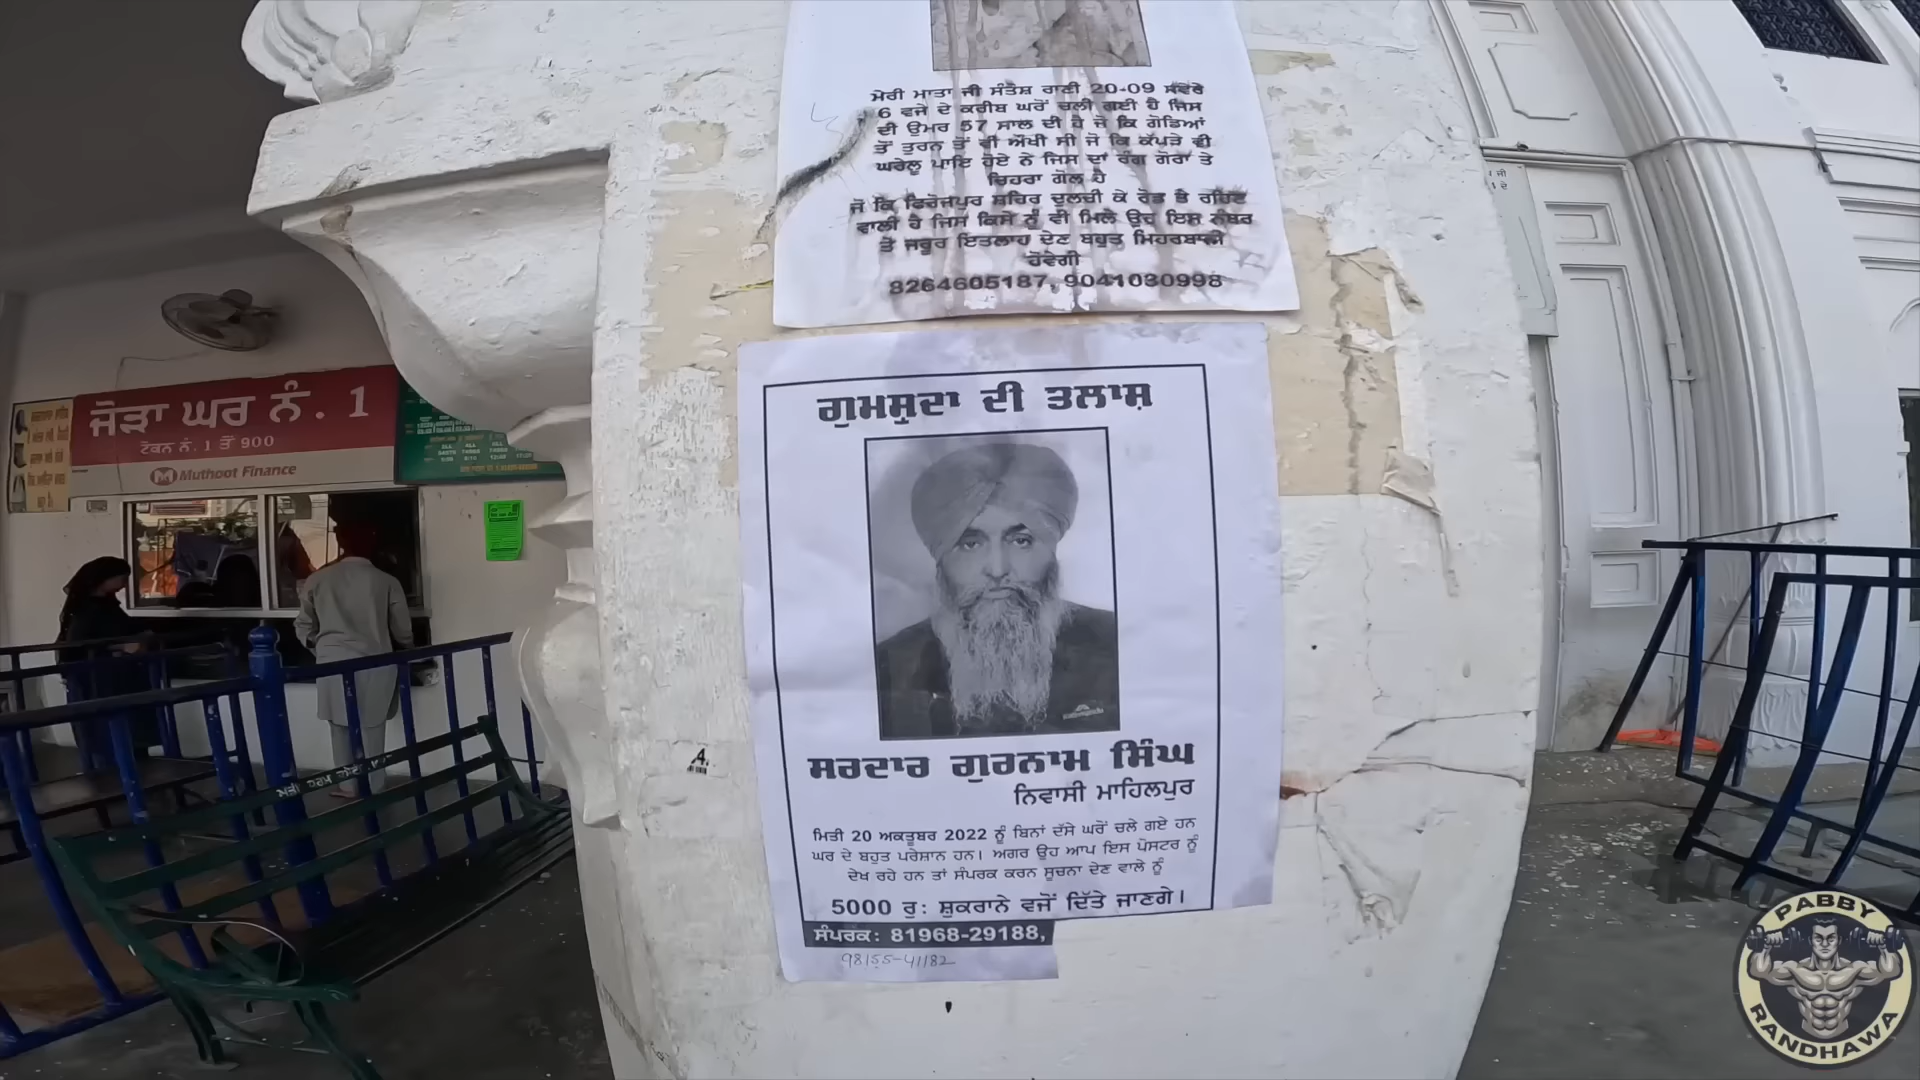 ਮੇਰੀ ਮਾਤਾ ਜੀ ਸੰਤੋਸ਼ ਰਾਣੀ 20-09 ਸਵੇਰੇ
6 ਵਜੇ ਦੇ ਕਰੀਬ ਘਰੋਂ ਚਲੀ ਗਈ ਹੈ ਜਿਸ
ਦੀ ਉਮਰ 57 ਸਾਲ ਦੀ ਹੈ ਜੋ ਕਿ ਗੋਡਿਆਂ
ਤੋਂ ਤੁਰਨ ਤੋਂ ਵੀ ਔਖੀ ਸੀ ਜੋ ਕਿ ਕੱਪੜੇ ਵੀ
ਘਰੇਲੂ ਪਾਇ ਹੋਏ ਨੇ ਜਿਸ ਦਾ ਰੰਗ ਗੋਰਾ ਤੇ
ਚਿਹਰਾ ਗੋਲ ਹੈ
ਜੋ ਕਿ ਫਿਰੋਜਪੁਰ ਸ਼ਹਿਰ ਦੁਲਚੀ ਕੇ ਰੋਡ ਤੇ ਰਹਿਣ
ਵਾਲੀ ਹੈ ਜਿਸ ਕਿਸੇ ਨੂੰ ਵੀ ਮਿਲੇ ਉਹ ਇਸ ਨੰਬਰ
ਤੇ ਜਰੂਰ ਇਤਲਾਹ ਦੇਣ ਬਹੁਤ ਮਿਹਰਬਾਨੀ
ਹੋਵੇਗੀ
8264605187, 9041030998
ਗੁਮਸ਼ੁਦਾ ਦੀ ਤਲਾਸ਼
ਸਰਦਾਰ ਗੁਰਨਾਮ ਸਿੰਘ
ਨਿਵਾਸੀ ਮਾਹਿਲਪੁਰ
ਮਿਤੀ 20 ਅਕਤੂਬਰ 2022 ਨੂੰ ਬਿਨਾਂ ਦੱਸੇ ਘਰੋਂ ਚਲੇ ਗਏ ਹਨ
ਘਰ ਦੇ ਬਹੁਤ ਪਰੇਸ਼ਾਨ ਹਨ। ਅਗਰ ਉਹ ਆਪ ਇਸ ਪੋਸਟਰ ਨੂੰ
ਦੇਖ ਰਹੇ ਹਨ ਤਾਂ ਸੰਪਰਕ ਕਰਨ ਸੂਚਨਾ ਦੇਣ ਵਾਲੇ ਨੂੰ
5000 ਰੁ: ਸ਼ੁਕਰਾਨੇ ਵਜੋਂ ਦਿੱਤੇ ਜਾਣਗੇ।
ਸੰਪਰਕ: 81968-29188,
98155-41182
ਜੋੜਾ ਘਰ ਨੰ. 1
ਟੋਕਨ ਨੰ. 1 ਤੋਂ 900
Muthoot Finance
PABBY
RANDHAWA